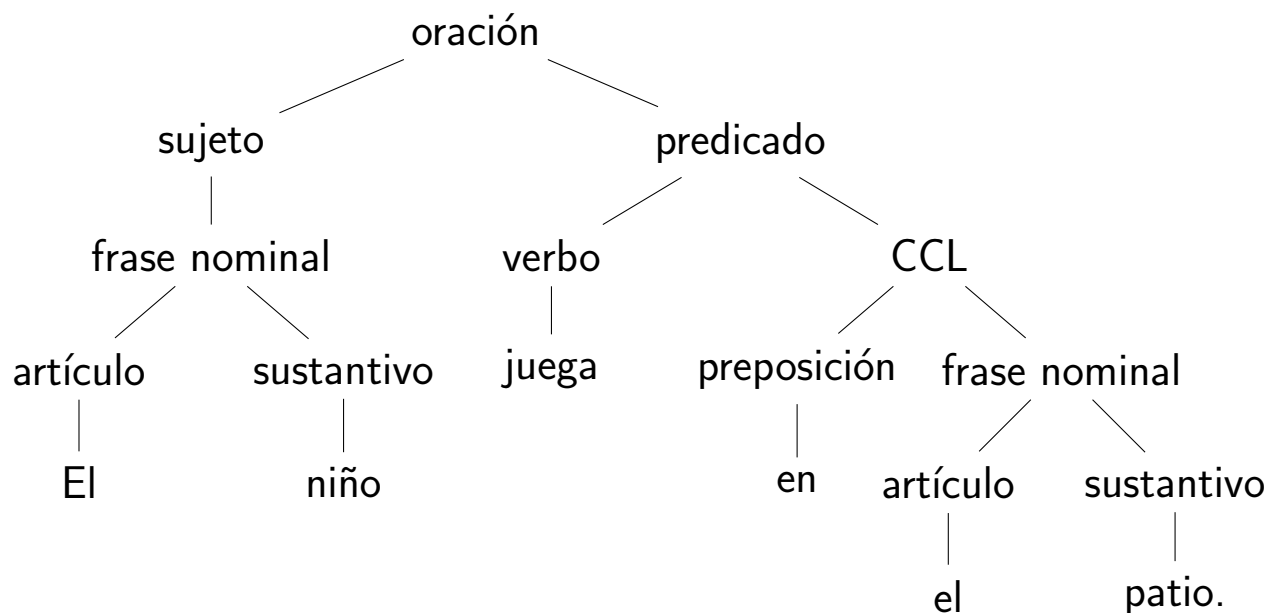 oración
sujeto predicado
frase nominal verbo CCL
artículo sustantivo juega preposición frase nominal
El niño en artículo sustantivo
el patio.